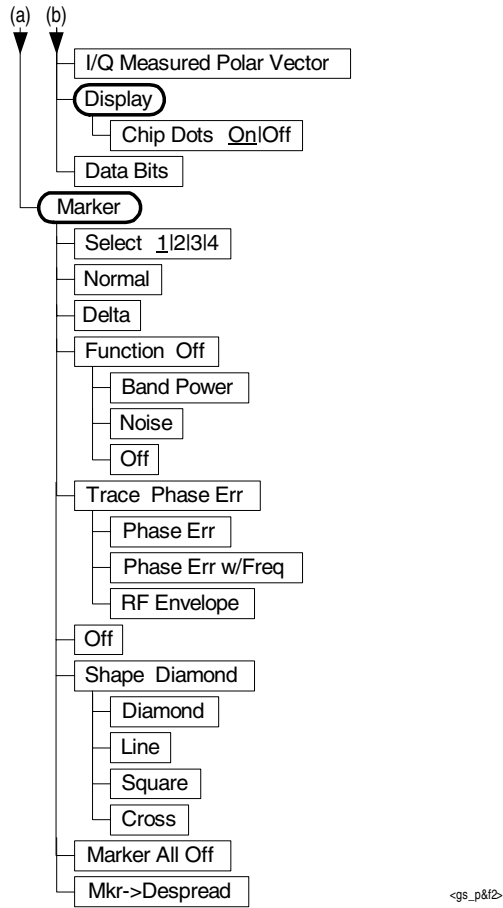 (a) (b)
I/Q Measured Polar Vector
Display
Chip Dots On|Off
Data Bits
Marker
Select 1|2|3|4
Normal
Delta
Function Off
Band Power
Noise
Off
Trace Phase Err
Phase Err
Phase Err w/Freq
RF Envelope
Off
Shape Diamond
Diamond
Line
Square
Cross
Marker All Off
Mkr->Despread
<gs_p&f2>